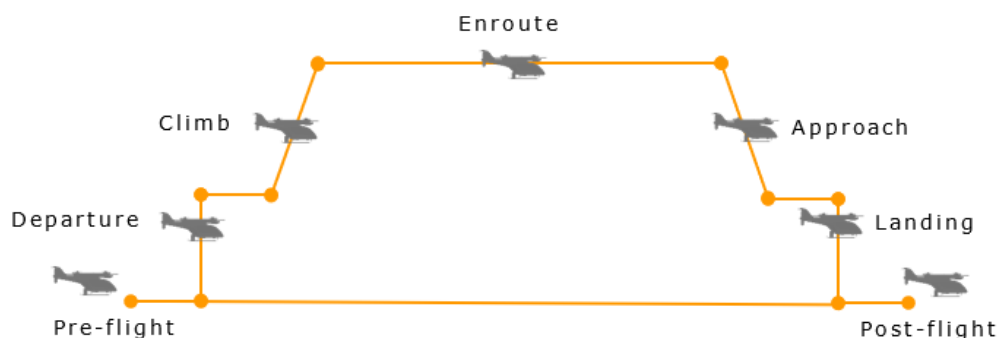 Pre-flight
Departure
Climb
Enroute
Approach
Landing
Post-flight